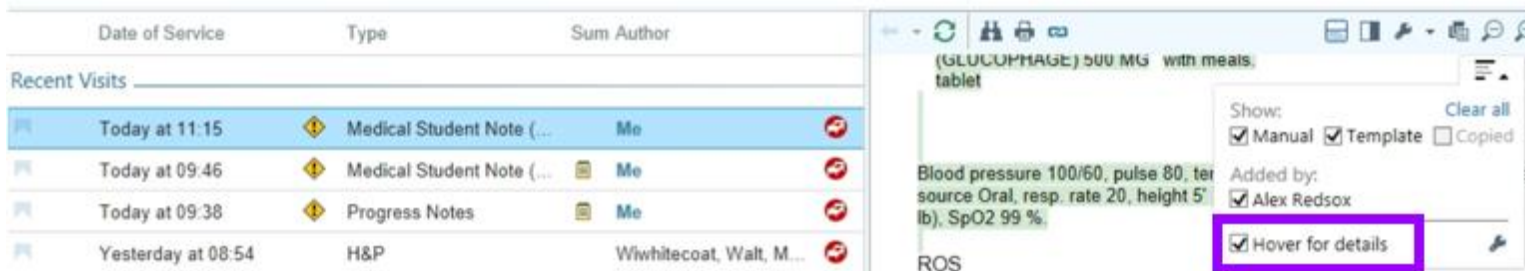 Date of Service Type Sum Author
Recent Visits
Today at 11:15 Medical Student Note (... Me
Today at 09:46 Medical Student Note (... Me
Today at 09:38 Progress Notes Me
Yesterday at 08:54 H&P Wiwhitecoat, Walt, M...
(GLUCOPHAGE) 500 MG with meals.
tablet
Blood pressure 100/60, pulse 80, ter
source Oral, resp. rate 20, height 5'
lb), SpO2 99 %.
ROS
Show: Clear all
Manual Template Copied
Added by:
Alex Redsox
Hover for details